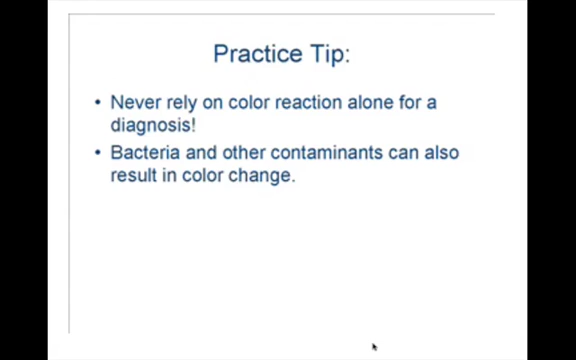 Practice Tip:
• Never rely on color reaction alone for a
diagnosis!
• Bacteria and other contaminants can also
result in color change.